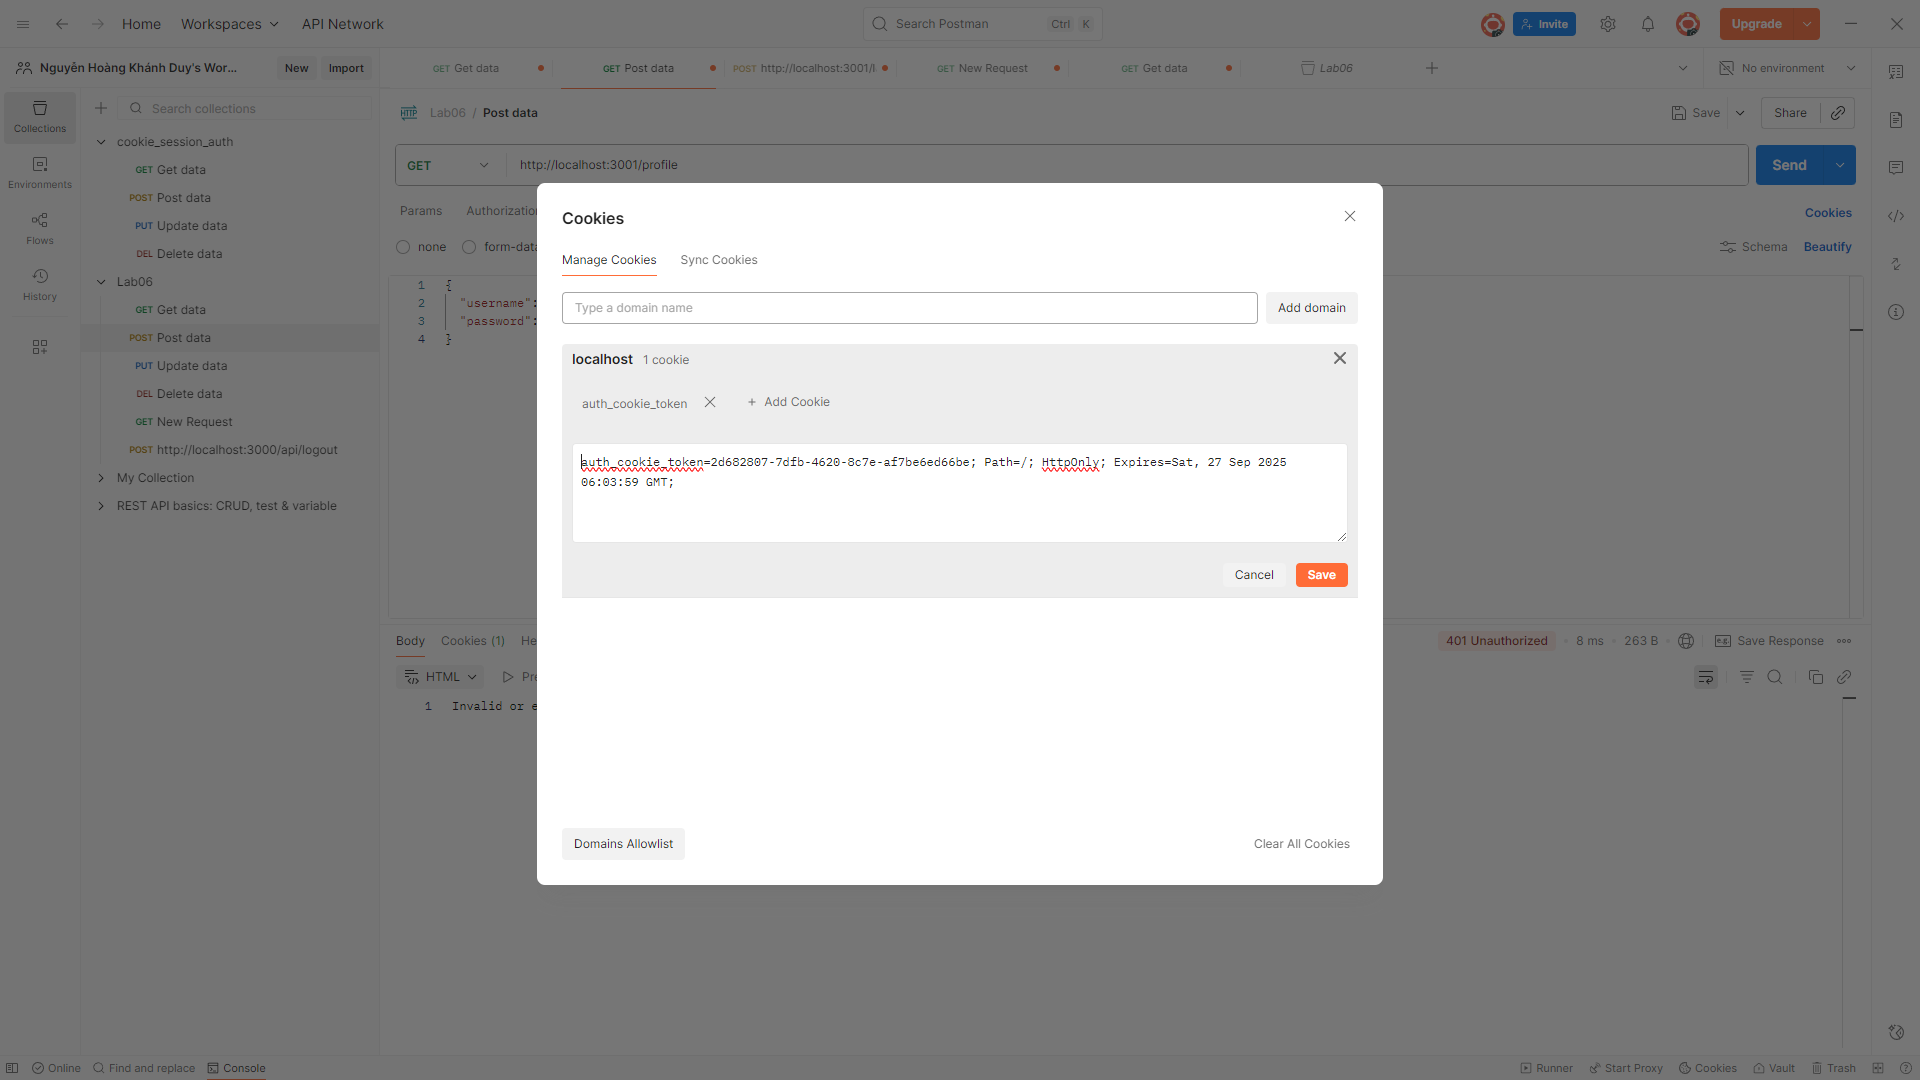 Home
Workspaces
API Network
Search Postman
Ctrl K
Invite
Upgrade
Nguyễn Hoàng Khánh Duy's Wor...
New
Import
GET Get data
GET Post data
POST http://localhost:3001/l
GET New Request
GET Get data
Lab06
No environment
Collections
Environments
Flows
History
Search collections
cookie_session_auth
GET Get data
POST Post data
PUT Update data
DEL Delete data
Lab06
GET Get data
POST Post data
PUT Update data
DEL Delete data
GET New Request
POST http://localhost:3000/api/logout
My Collection
REST API basics: CRUD, test & variable
HTTP Lab06 / Post data
Save
Share
GET
http://localhost:3001/profile
Send
Params
Authorization
Cookies
none
form-data
Schema
Beautify
1 {
2 "username":
3 "password":
4 }
Cookies
Manage Cookies
Sync Cookies
Type a domain name
Add domain
localhost 1 cookie
auth_cookie_token
+ Add Cookie
auth_cookie_token=2d682807-7dfb-4620-8c7e-af7be6ed66be; Path=/; HttpOnly; Expires=Sat, 27 Sep 2025
06:03:59 GMT;
Cancel
Save
Domains Allowlist
Clear All Cookies
Body
Cookies (1)
He
401 Unauthorized
8 ms
263 B
Save Response
HTML
Pre
1 Invalid or e
Online
Find and replace
Console
Runner
Start Proxy
Cookies
Vault
Trash